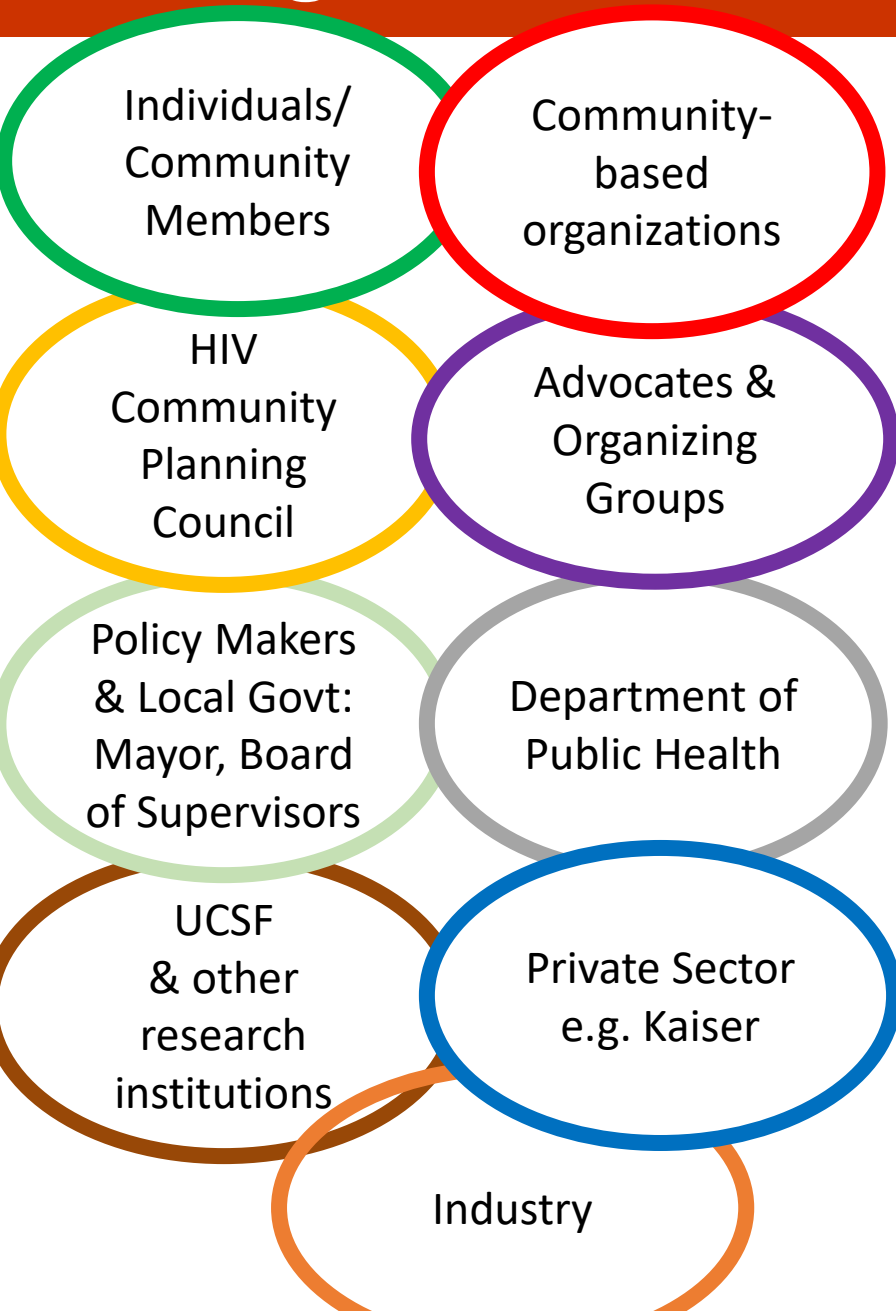 Individuals/
Community
Members
Community-
based
organizations
HIV
Community
Planning
Council
Advocates &
Organizing
Groups
Policy Makers
& Local Govt:
Mayor, Board
of Supervisors
Department of
Public Health
UCSF
& other
research
institutions
Private Sector
e.g. Kaiser
Industry